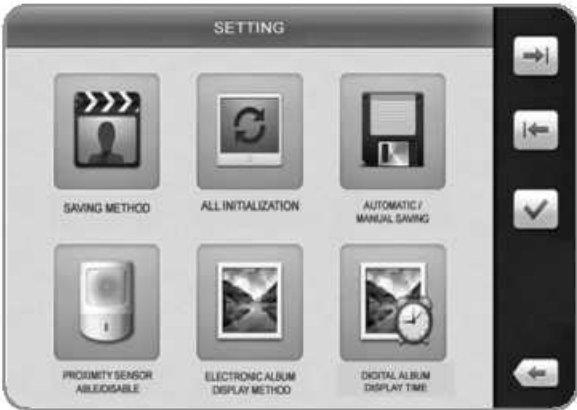 SETTING
SAVING METHOD
ALL INITIALIZATION
AUTOMATIC /
MANUAL SAVING
PROXIMITY SENSOR
ABLE/DISABLE
ELECTRONIC ALBUM
DISPLAY METHOD
DIGITAL ALBUM
DISPLAY TIME